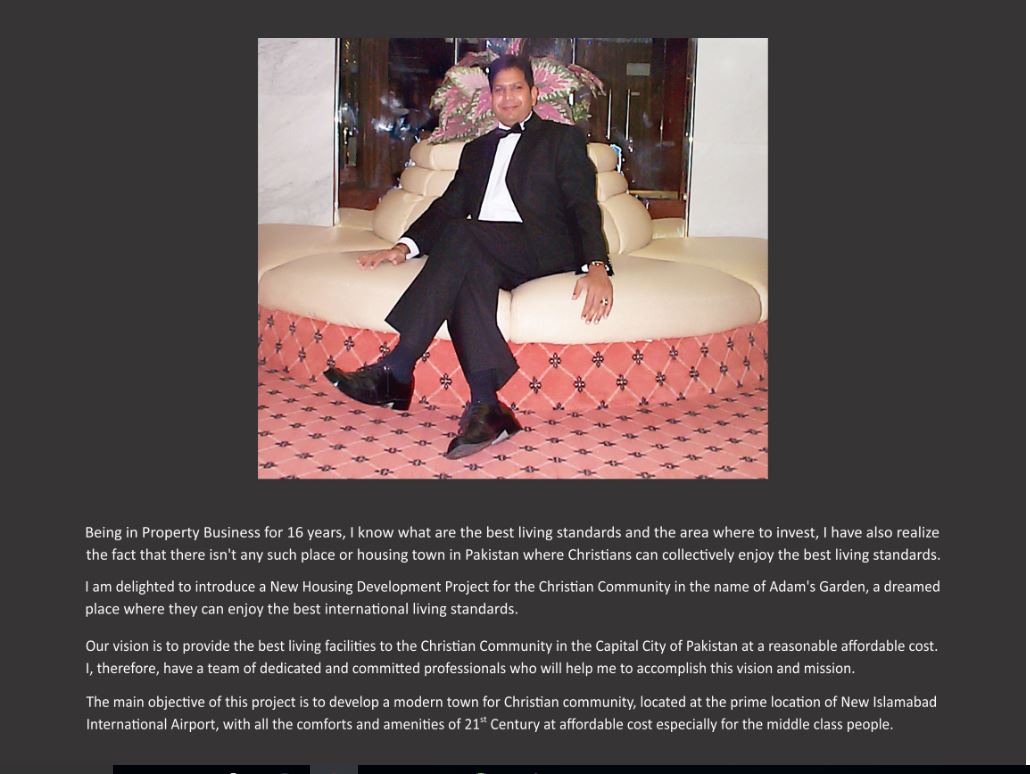 Being in Property Business for 16 years, I know what are the best living standards and the area where to invest, I have also realize
the fact that there isn't any such place or housing town in Pakistan where Christians can collectively enjoy the best living standards.
I am delighted to introduce a New Housing Development Project for the Christian Community in the name of Adam's Garden, a dreamed
place where they can enjoy the best international living standards.
Our vision is to provide the best living facilities to the Christian Community in the Capital City of Pakistan at a reasonable affordable cost.
I, therefore, have a team of dedicated and committed professionals who will help me to accomplish this vision and mission.
The main objective of this project is to develop a modern town for Christian community, located at the prime location of New Islamabad
International Airport, with all the comforts and amenities of 21st Century at affordable cost especially for the middle class people.